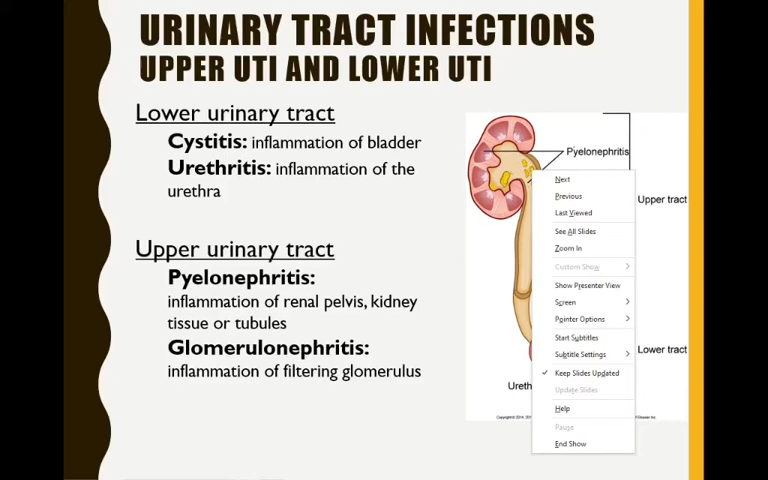 URINARY TRACT INFECTIONS
UPPER UTI AND LOWER UTI
Lower urinary tract
Cystitis: inflammation of bladder
Urethritis: inflammation of the
urethra
Upper urinary tract
Pyelonephritis:
inflammation of renal pelvis, kidney
tissue or tubules
Glomerulonephritis:
inflammation of filtering glomerulus
Pyelonephritis
Upper tract
Lower tract
Ureth
Next
Previous
Last Viewed
See All Slides
Zoom In
Custom Show
Show Presenter View
Screen
Pointer Options
Start Subtitles
Subtitle Settings
Keep Slides Updated
Update Slides
Help
Pause
End Show